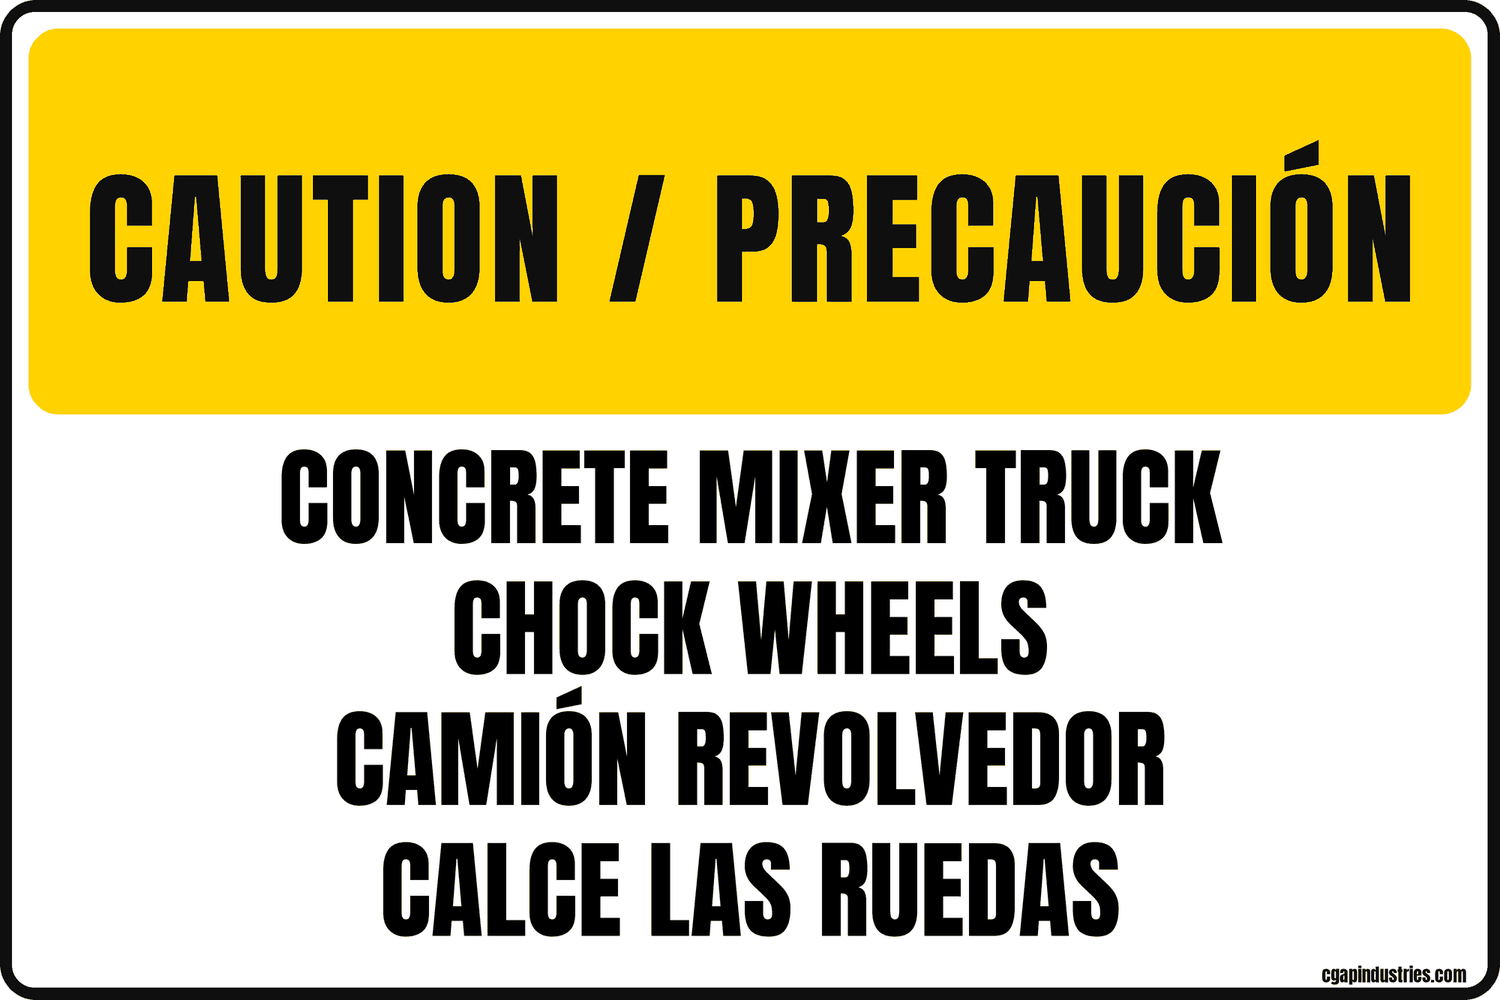 CAUTION / PRECAUCIÓN
CONCRETE MIXER TRUCK
CHOCK WHEELS
CAMIÓN REVOLVEDOR
CALCE LAS RUEDAS
cgapindustries.com